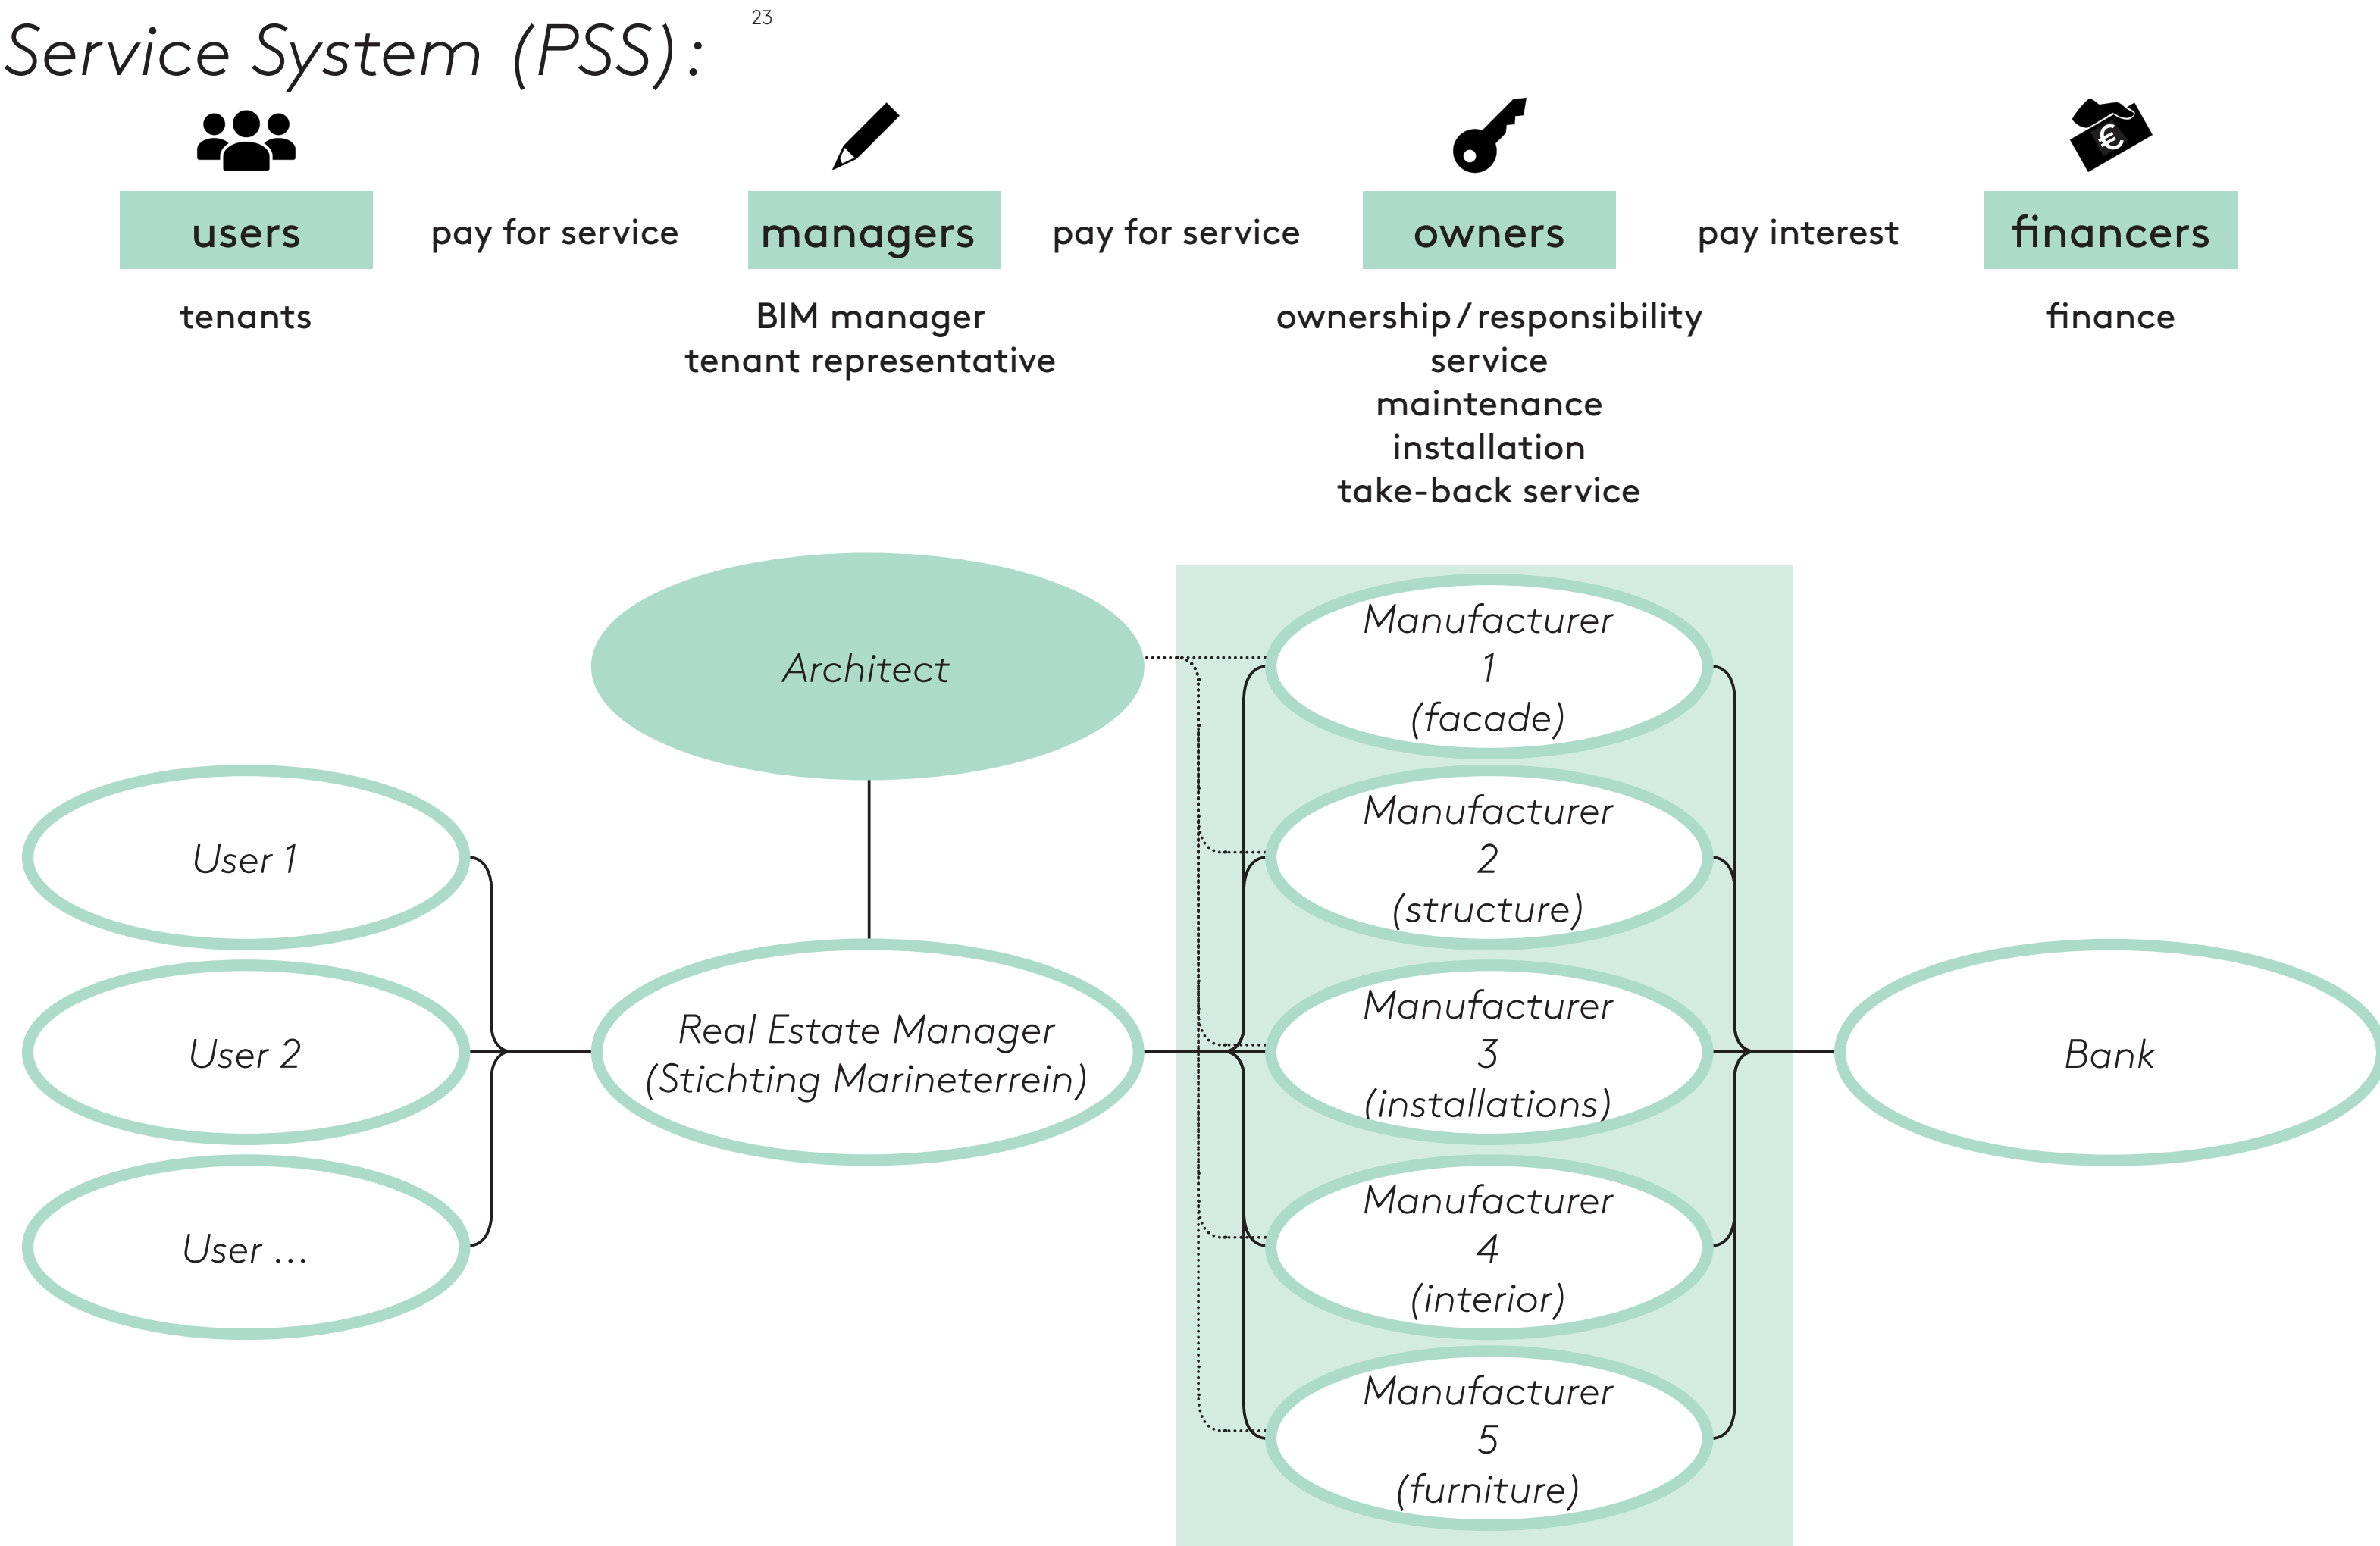 Service System (PSS):
23
€
users
pay for service
managers
pay for service
owners
pay interest
financers
tenants
BIM manager
tenant representative
ownership / responsibility
service
maintenance
installation
take-back service
finance
Architect
Manufacturer
1
(facade)
User 1
Manufacturer
2
(structure)
User 2
Real Estate Manager
(Stichting Marineterrein)
Manufacturer
3
(installations)
Bank
User ...
Manufacturer
4
(interior)
Manufacturer
5
(furniture)